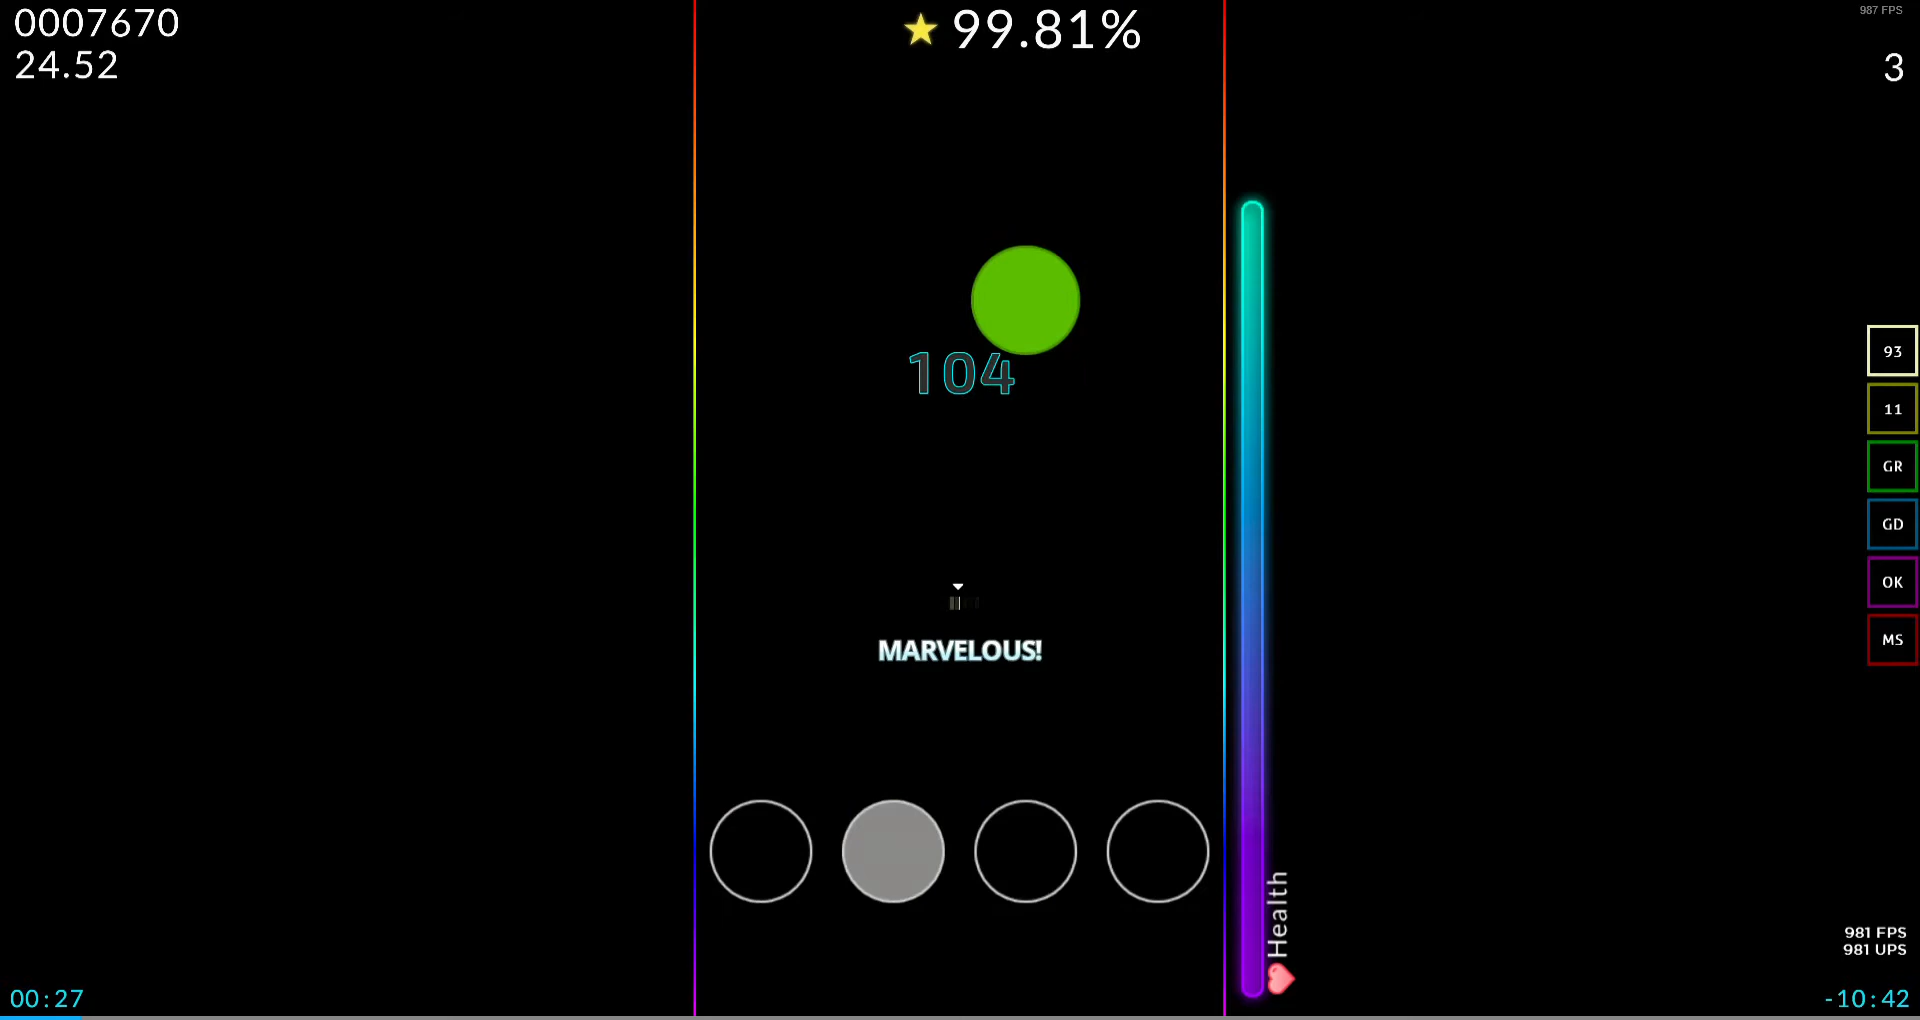 0007670
24.52
99.81%
987 FPS
3
104
93
11
GR
GD
OK
MS
MARVELOUS!
Health
981 FPS
981 UPS
00:27
-10:42